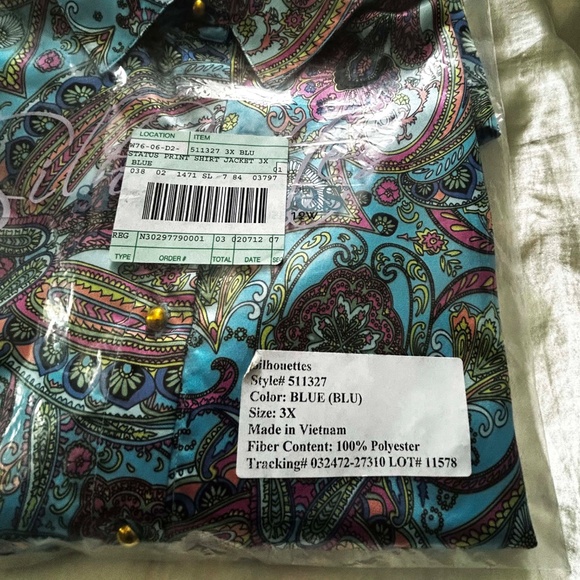 LOCATION ITEM
W76-06-D2- 511327 3X BLU
STATUS PRINT SHIRT JACKET 3X
BLUE 01
038 02 1471 SL 7 84 03797
REG N30297790001 03 020712 07
TYPE ORDER# TOTAL DATE
Silhouettes
Style# 511327
Color: BLUE (BLU)
Size: 3X
Made in Vietnam
Fiber Content: 100% Polyester
Tracking# 032472-27310 LOT# 11578